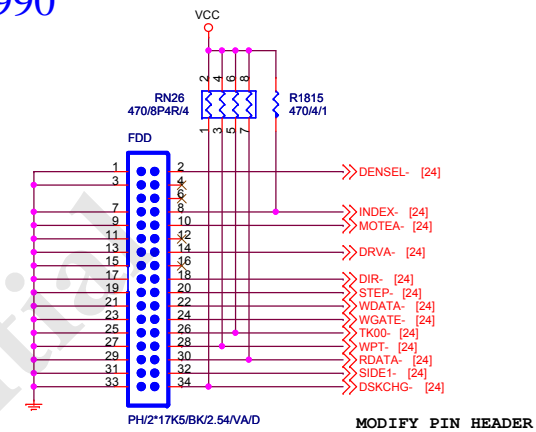 990
VCC
2 4 6 8
RN26
470/8P4R/4
R1815
470/4/1
1 3 5 7
FDD
1 2 DENSEL- [24]
3 4
6
7 8 INDEX- [24]
9 10 MOTEA- [24]
11 12
13 14 DRVA- [24]
15 16
17 18 DIR- [24]
19 20 STEP- [24]
21 22 WDATA- [24]
23 24 WGATE- [24]
25 26 TK00- [24]
27 28 WPT- [24]
29 30 RDATA- [24]
31 32 SIDE1- [24]
33 34 DSKCHG- [24]
PH/2*17K5/BK/2.54/VA/D
MODIFY PIN HEADER